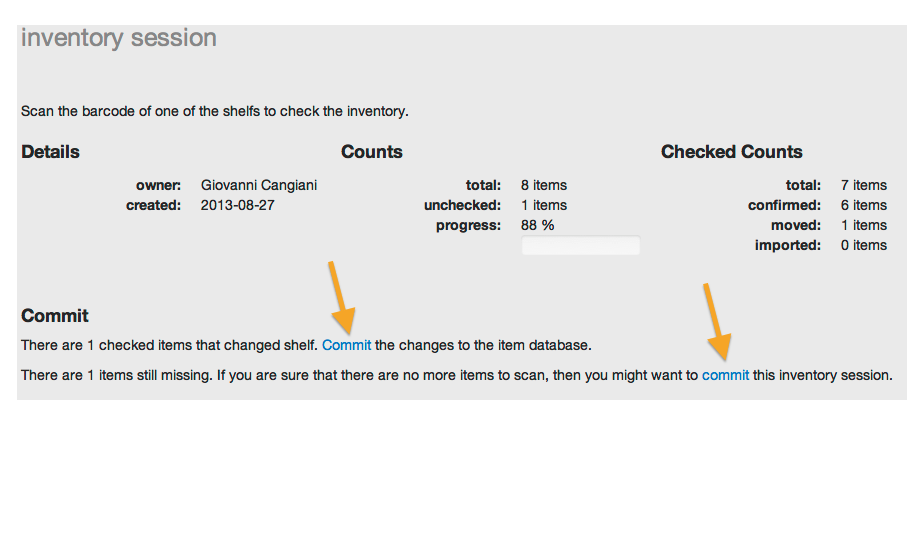 inventory session
Scan the barcode of one of the shelfs to check the inventory.
Details
owner: Giovanni Cangiani
created: 2013-08-27
Counts
total: 8 items
unchecked: 1 items
progress: 88 %
Checked Counts
total: 7 items
confirmed: 6 items
moved: 1 items
imported: 0 items
Commit
There are 1 checked items that changed shelf. Commit the changes to the item database.
There are 1 items still missing. If you are sure that there are no more items to scan, then you might want to commit this inventory session.